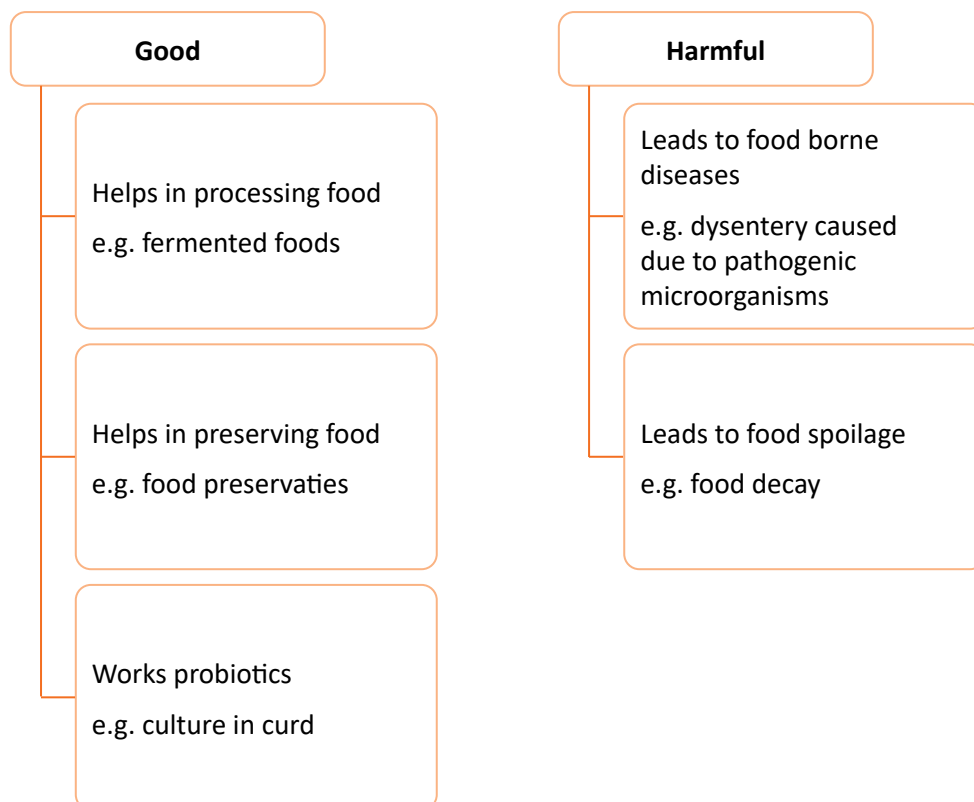 Good
Helps in processing food
e.g. fermented foods
Helps in preserving food
e.g. food preservaties
Works probiotics
e.g. culture in curd
Harmful
Leads to food borne
diseases
e.g. dysentery caused
due to pathogenic
microorganisms
Leads to food spoilage
e.g. food decay